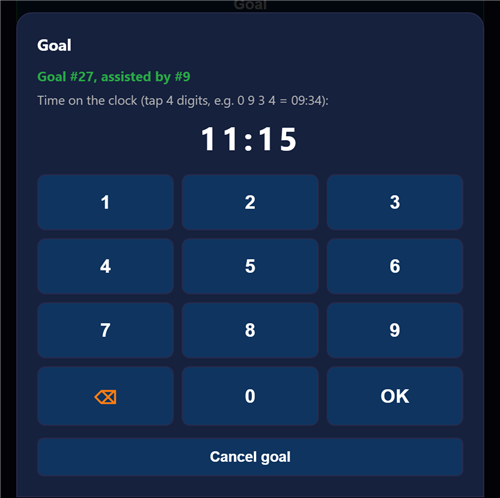 Goal
Goal
Goal #27, assisted by #9
Time on the clock (tap 4 digits, e.g. 0 9 3 4 = 09:34):
11:15
1 2 3
4 5 6
7 8 9
⌫ 0 OK
Cancel goal